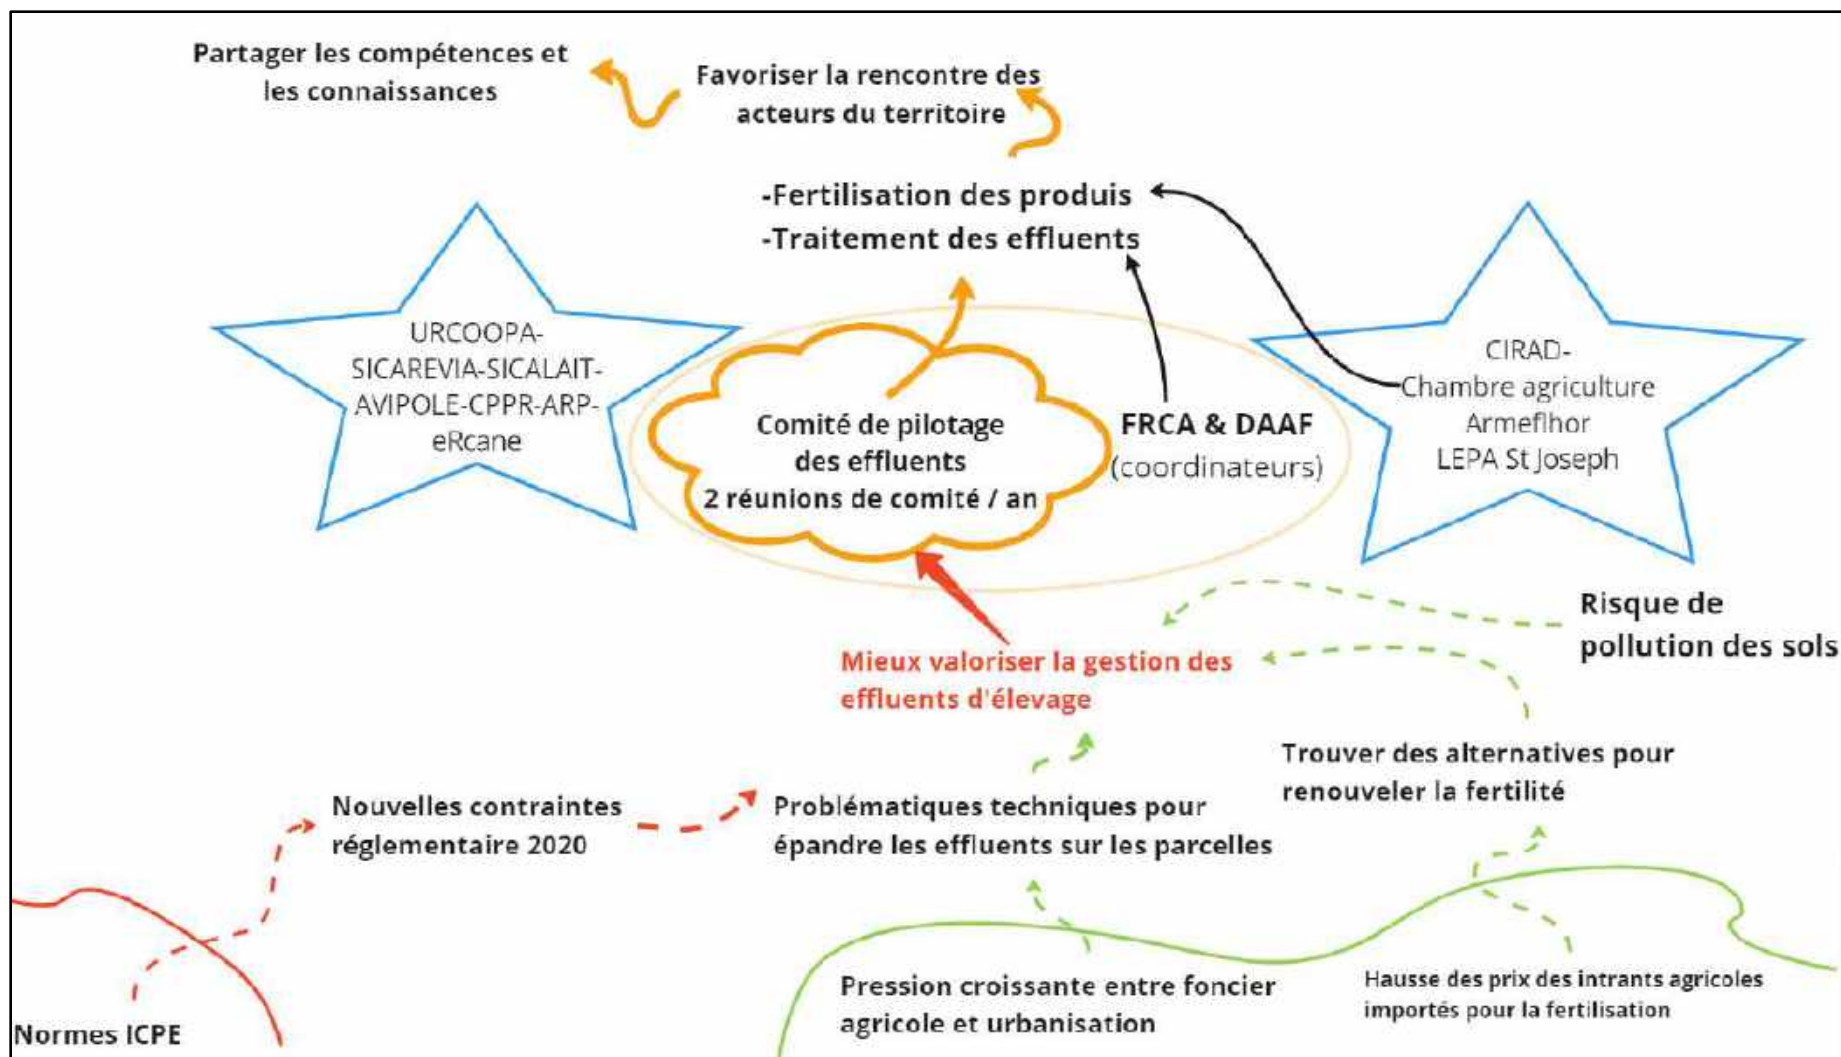 Partager les compétences et
les connaissances
Favoriser la rencontre des
acteurs du territoire
-Fertilisation des produis
-Traitement des effluents
URCOOPA-
SICAREVIA-SICALAIT-
AVIPOLE-CPPR-ARP-
eRcane
Comité de pilotage
des effluents
2 réunions de comité / an
FRCA & DAAF
(coordinateurs)
CIRAD-
Chambre agriculture
Armeflhor
LEPA St Joseph
Risque de
pollution des sols
Mieux valoriser la gestion des
effluents d'élevage
Trouver des alternatives pour
renouveler la fertilité
Nouvelles contraintes
réglementaire 2020
Problématiques techniques pour
épandre les effluents sur les parcelles
Pression croissante entre foncier
agricole et urbanisation
Hausse des prix des intrants agricoles
importés pour la fertilisation
Normes ICPE